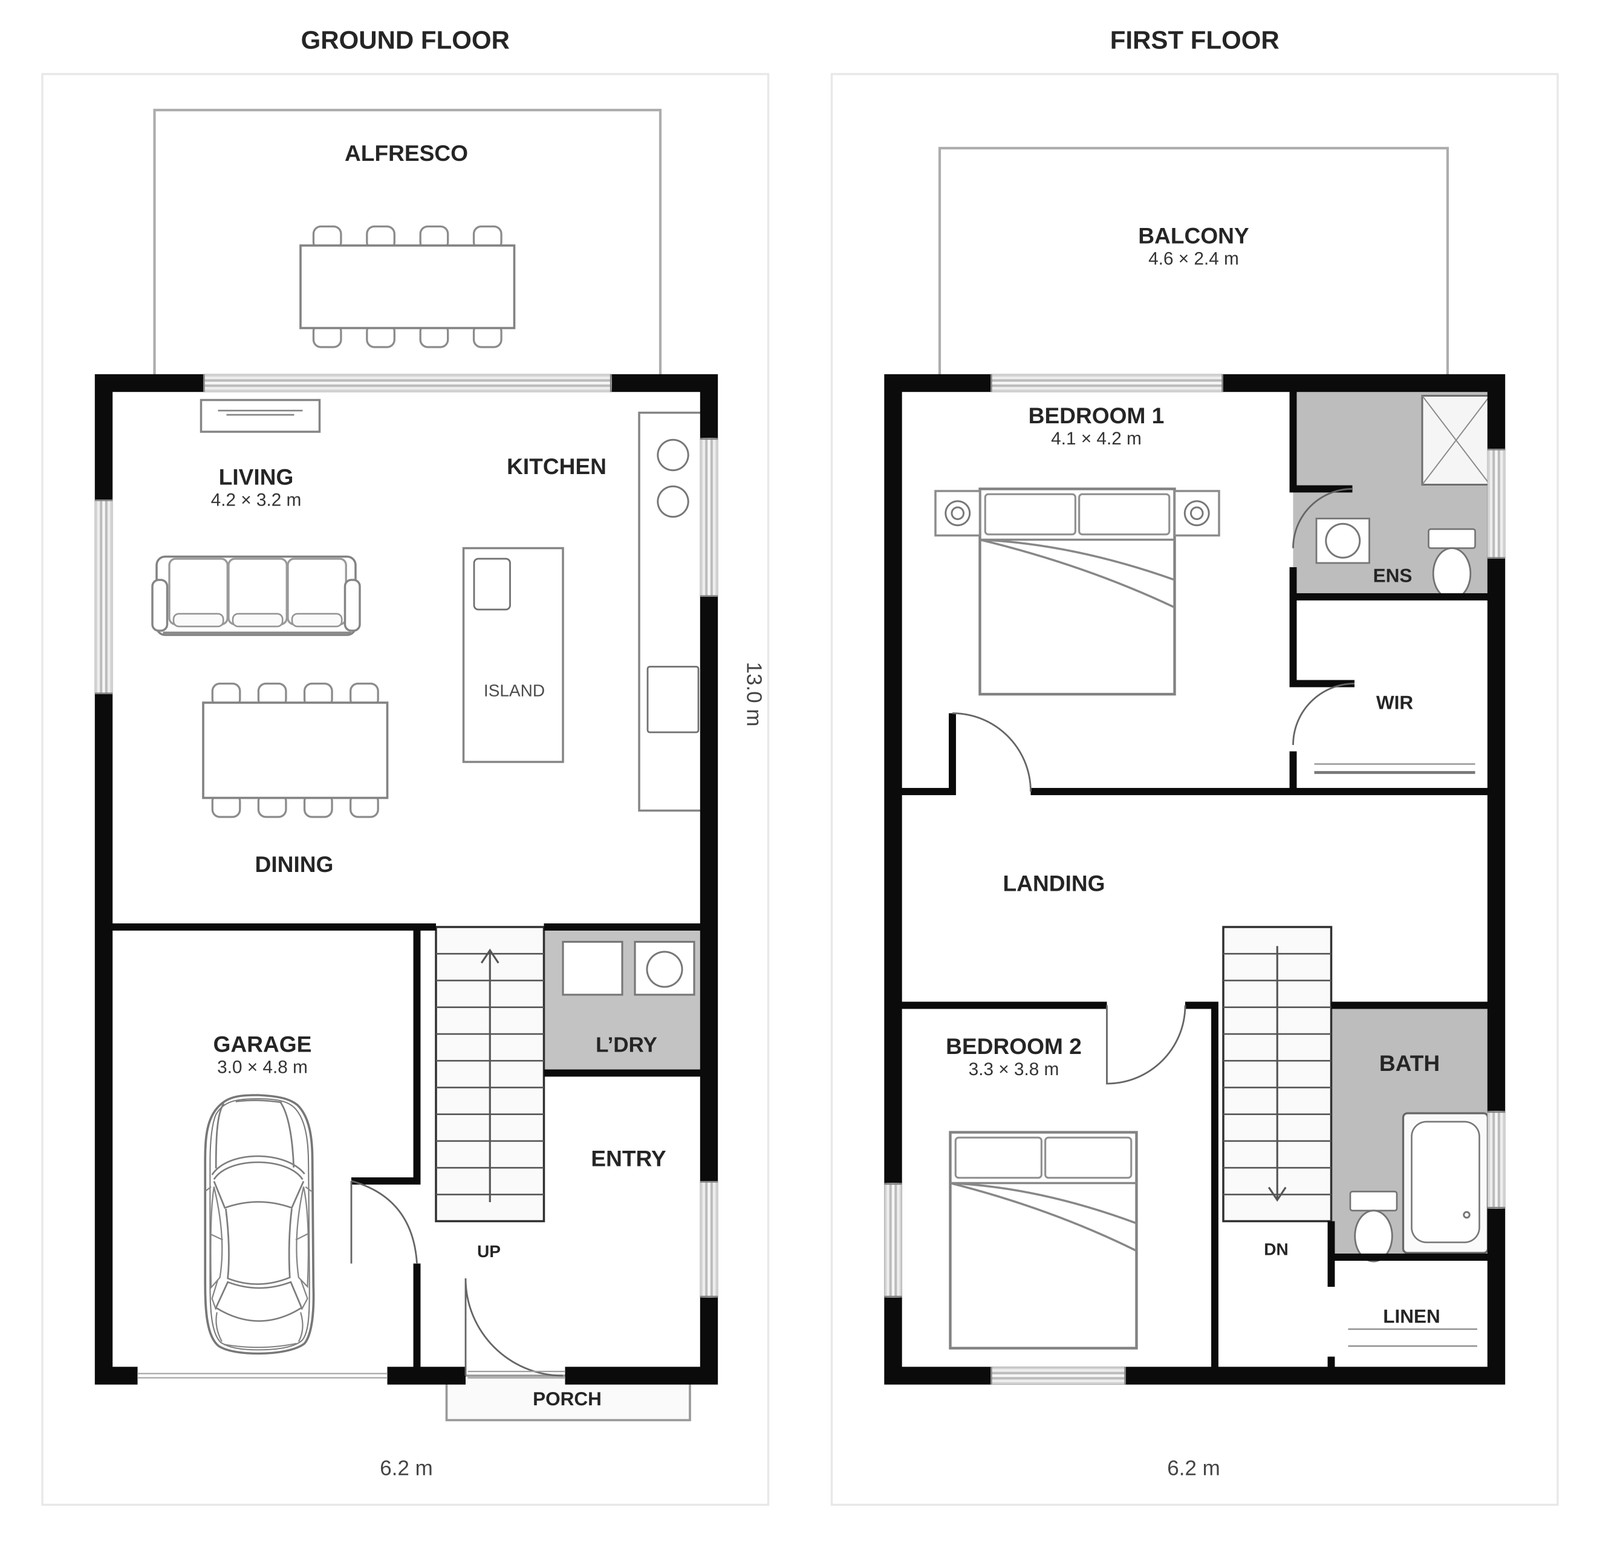 GROUND FLOOR
ALFRESCO
LIVING
4.2 × 3.2 m
KITCHEN
ISLAND
13.0 m
DINING
GARAGE
3.0 × 4.8 m
L’DRY
ENTRY
UP
PORCH
6.2 m
FIRST FLOOR
BALCONY
4.6 × 2.4 m
BEDROOM 1
4.1 × 4.2 m
ENS
WIR
LANDING
BEDROOM 2
3.3 × 3.8 m
BATH
DN
LINEN
6.2 m